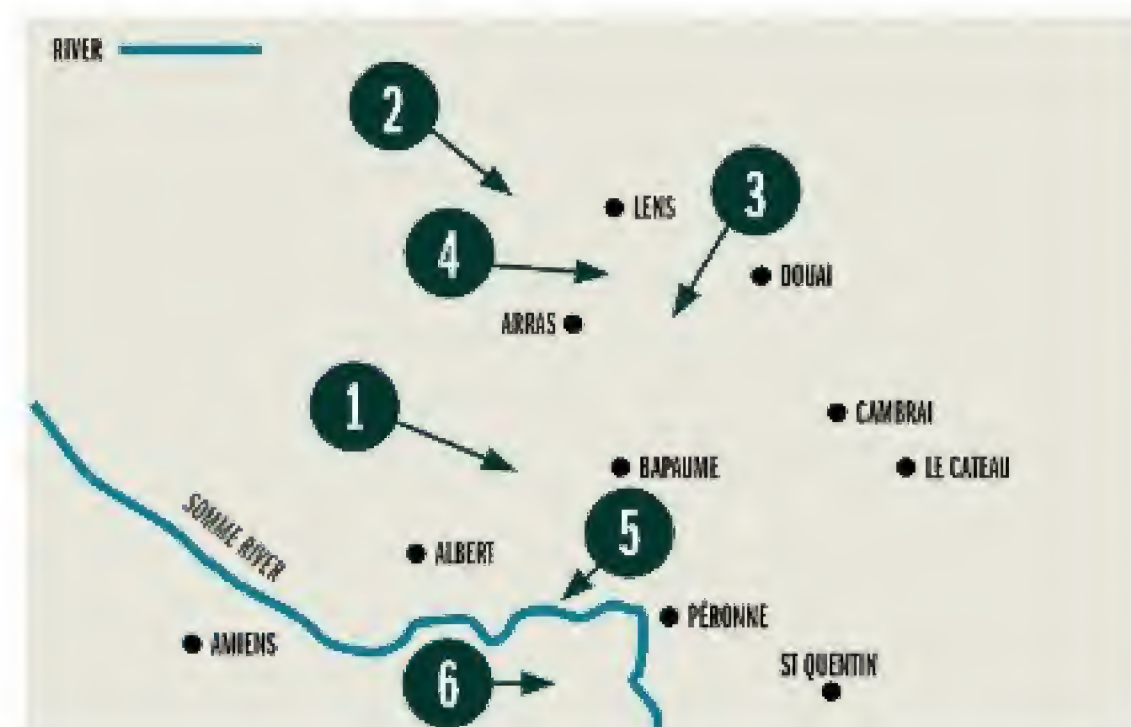 RIVER
2
3
LENS
4
DOUAI
ARRAS
1
CAMBRAI
BAPAUME
LE CATEAU
SOMME RIVER
5
ALBERT
PÉRONNE
AMIENS
ST QUENTIN
6